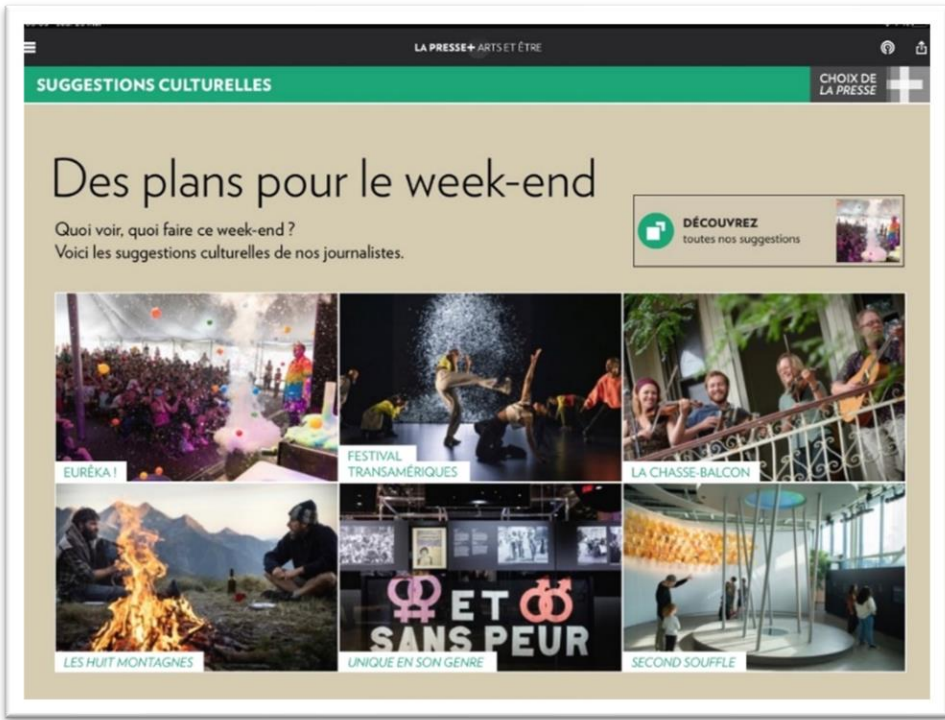 LA PRESSE+ ARTS ET ÊTRE
SUGGESTIONS CULTURELLES
CHOIX DE
LA PRESSE
Des plans pour le week-end
Quoi voir, quoi faire ce week-end ?
Voici les suggestions culturelles de nos journalistes.
DÉCOUVREZ
toutes nos suggestions
EURÊKA !
FESTIVAL
TRANSAMÉRIQUES
LA CHASSE-BALCON
ET
SANS PEUR
LES HUIT MONTAGNES
UNIQUE EN SON GENRE
SECOND SOUFFLE